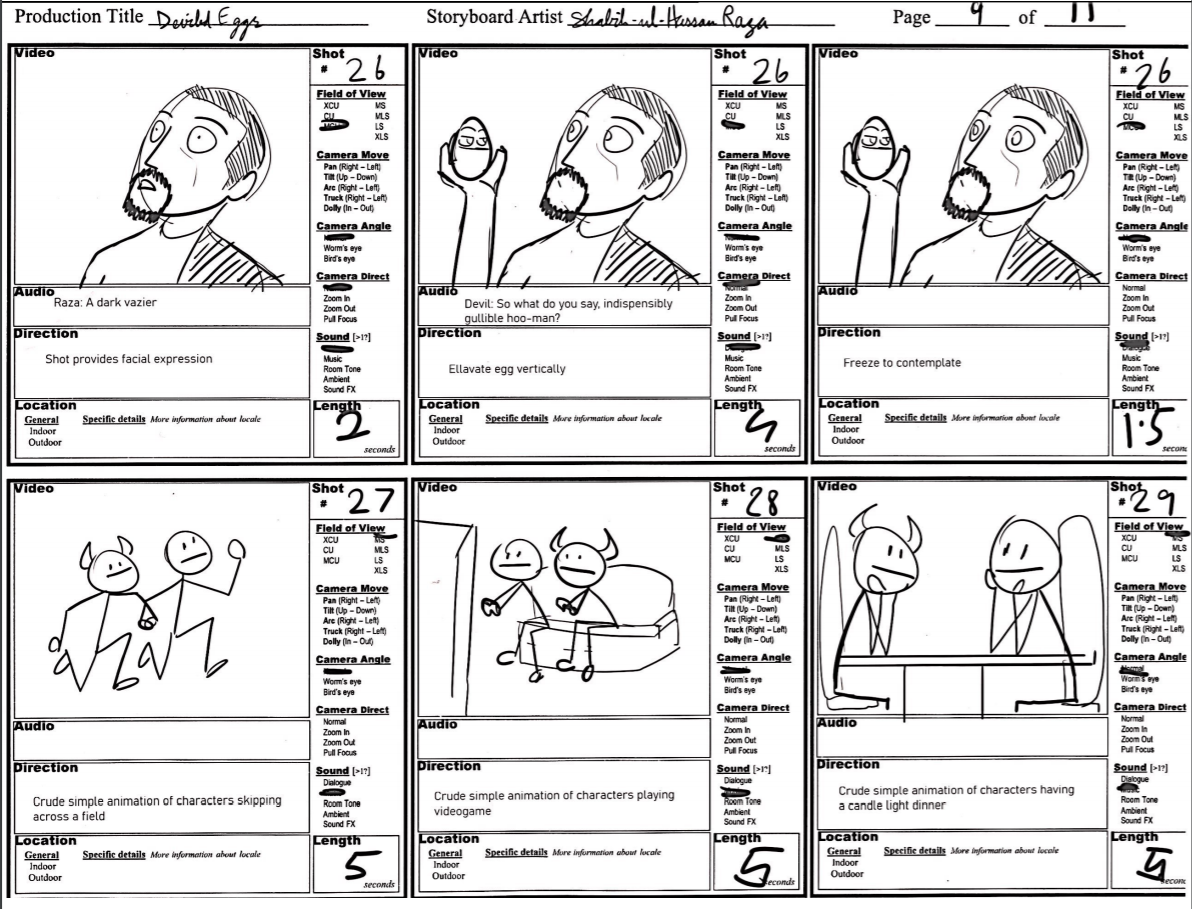 Production Title Devild Eggs Storyboard Artist Shabih-ul-Hassan Raza Page 9 of 11
Video
Shot
# 26
Field of View
XCU MS
CU MLS
LS
XLS
Camera Move
Pan (Right – Left)
Tilt (Up – Down)
Arc (Right – Left)
Truck (Right – Left)
Dolly (In – Out)
Camera Angle
Worm's eye
Bird's eye
Camera Direct
Zoom In
Zoom Out
Pull Focus
Sound [>1?]
Music
Room Tone
Ambient
Sound FX
Audio
Raza: A dark vazier
Direction
Shot provides facial expression
Location
General Specific details More information about locale
Indoor
Outdoor
Length
2
seconds
Video
Shot
# 26
Field of View
XCU MS
CU MLS
LS
XLS
Camera Move
Pan (Right – Left)
Tilt (Up – Down)
Arc (Right – Left)
Truck (Right – Left)
Dolly (In – Out)
Camera Angle
Worm's eye
Bird's eye
Camera Direct
Normal
Zoom In
Zoom Out
Pull Focus
Sound [>1?]
Dialogue
Music
Room Tone
Ambient
Sound FX
Audio
Devil: So what do you say, indispensibly
gullible hoo-man?
Direction
Ellavate egg vertically
Location
General Specific details More information about locale
Indoor
Outdoor
Length
4
seconds
Video
Shot
# 26
Field of View
XCU MS
CU MLS
MCU LS
XLS
Camera Move
Pan (Right – Left)
Tilt (Up – Down)
Arc (Right – Left)
Truck (Right – Left)
Dolly (In – Out)
Camera Angle
Worm's eye
Bird's eye
Camera Direct
Normal
Zoom In
Zoom Out
Pull Focus
Sound [>1?]
Dialogue
Music
Room Tone
Ambient
Sound FX
Audio
Direction
Freeze to contemplate
Location
General Specific details More information about locale
Indoor
Outdoor
Length
1.5
Video
Shot
# 27
Field of View
XCU MS
CU MLS
MCU LS
XLS
Camera Move
Pan (Right – Left)
Tilt (Up – Down)
Arc (Right – Left)
Truck (Right – Left)
Dolly (In – Out)
Camera Angle
Worm's eye
Bird's eye
Camera Direct
Normal
Zoom In
Zoom Out
Pull Focus
Sound [>1?]
Dialogue
Room Tone
Ambient
Sound FX
Audio
Direction
Crude simple animation of characters skipping
across a field
Location
General Specific details More information about locale
Indoor
Outdoor
Length
5
seconds
Video
Shot
# 28
Field of View
XCU
CU MLS
MCU LS
XLS
Camera Move
Pan (Right – Left)
Tilt (Up – Down)
Arc (Right – Left)
Truck (Right – Left)
Dolly (In – Out)
Camera Angle
Worm's eye
Bird's eye
Camera Direct
Normal
Zoom In
Zoom Out
Pull Focus
Sound [>1?]
Dialogue
Room Tone
Ambient
Sound FX
Audio
Direction
Crude simple animation of characters playing
videogame
Location
General Specific details More information about locale
Indoor
Outdoor
Length
5
seconds
Video
Shot
# 29
Field of View
XCU MS
CU MLS
MCU LS
XLS
Camera Move
Pan (Right – Left)
Tilt (Up – Down)
Arc (Right – Left)
Truck (Right – Left)
Dolly (In – Out)
Camera Angle
Normal
Worm's eye
Bird's eye
Camera Direct
Normal
Zoom In
Zoom Out
Pull Focus
Sound [>1?]
Dialogue
Music
Room Tone
Ambient
Sound FX
Audio
Direction
Crude simple animation of characters having
a candle light dinner
Location
General Specific details More information about locale
Indoor
Outdoor
Length
5